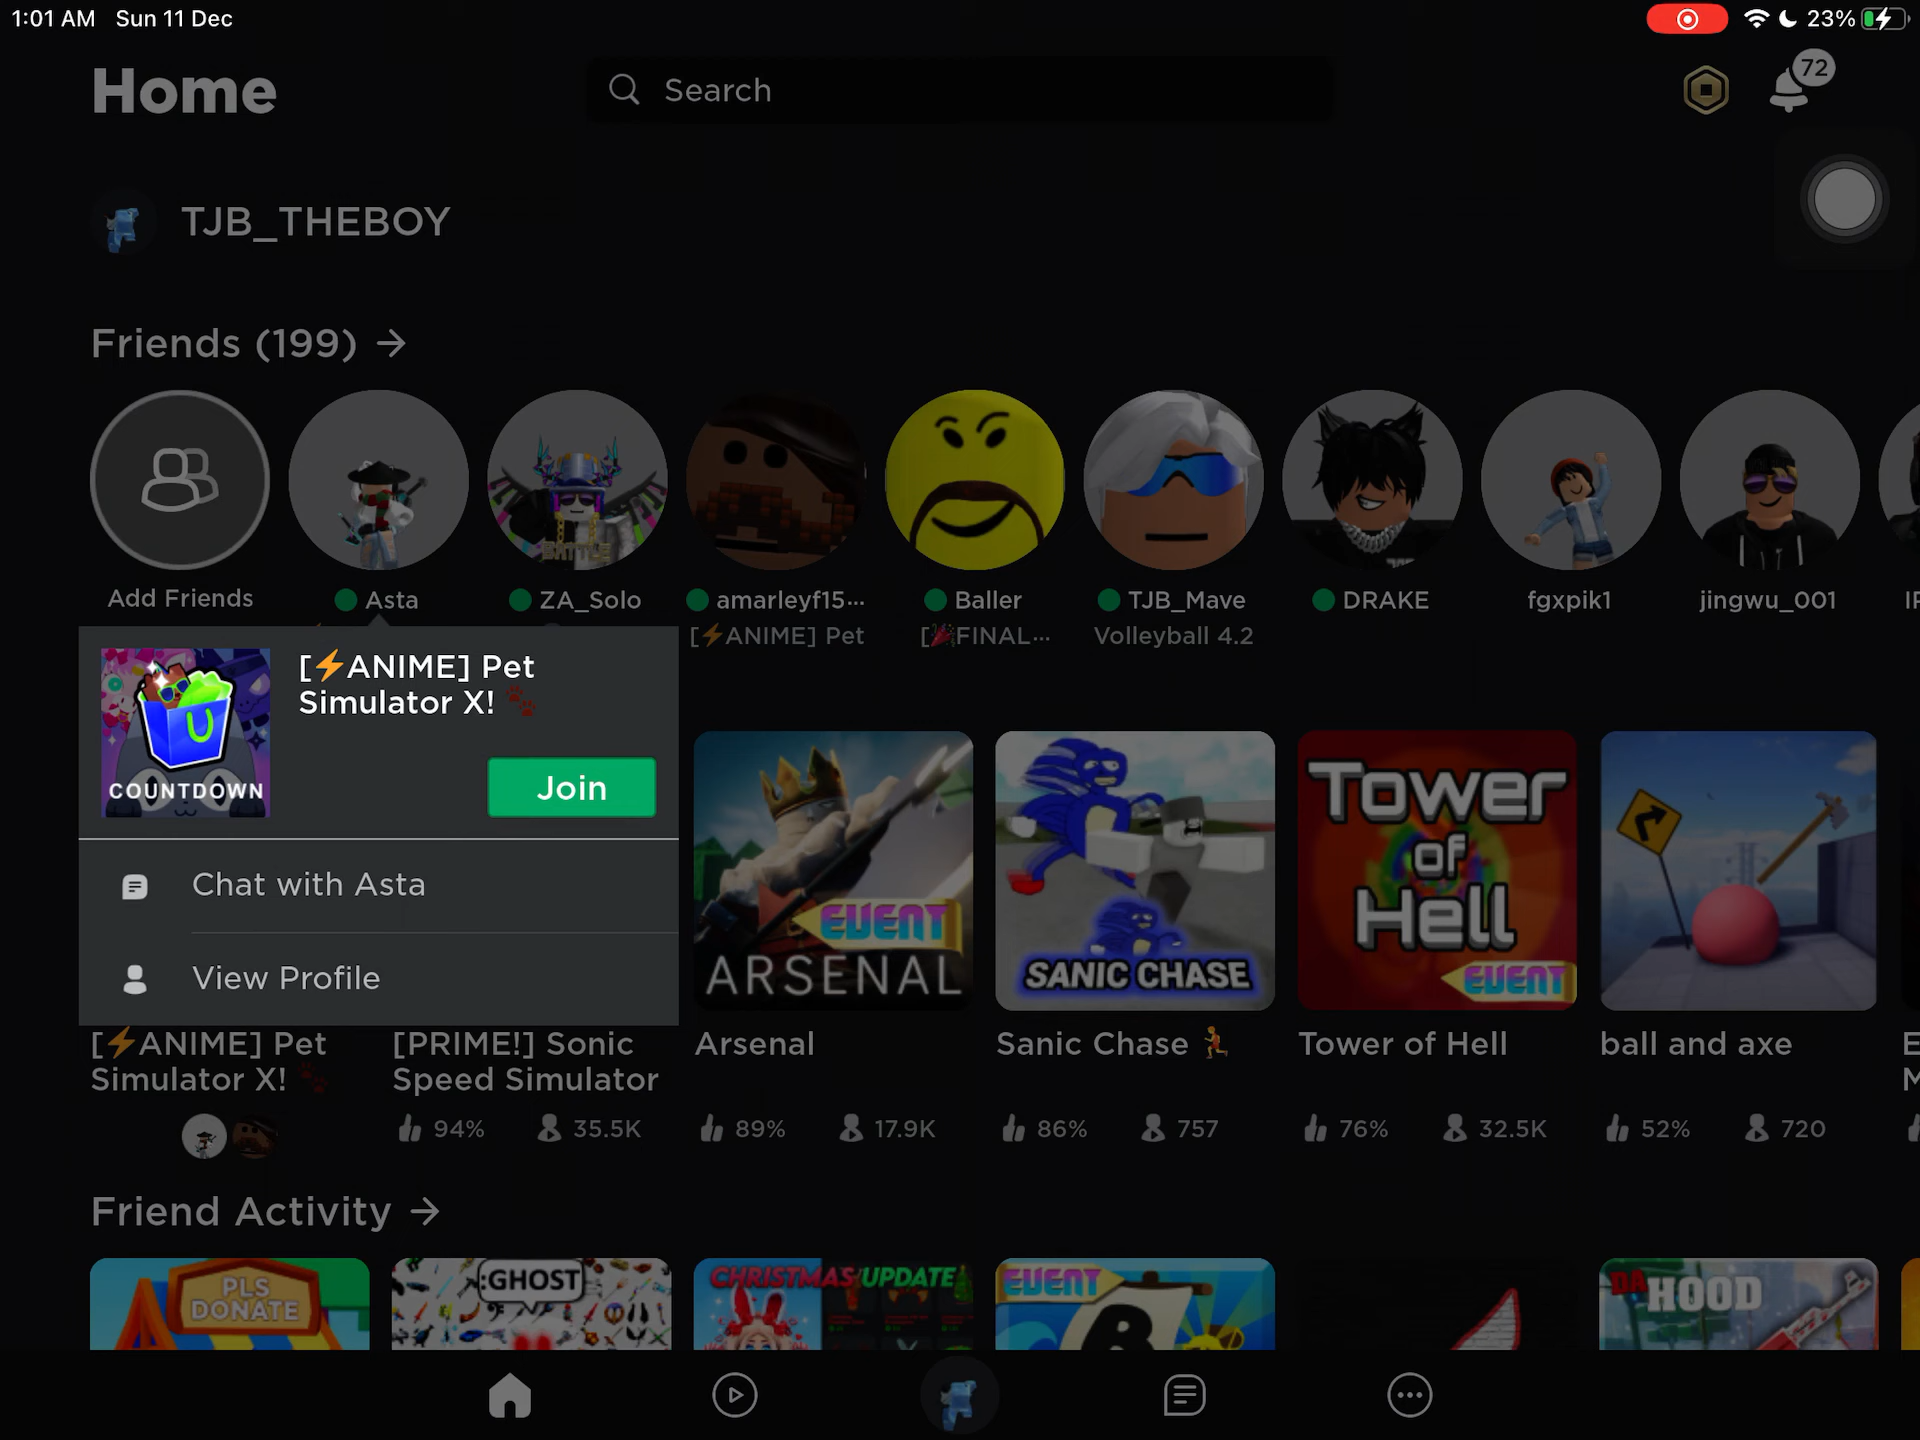 1:01 AM Sun 11 Dec
23%
Home
Search
72
TJB_THEBOY
Friends (199) →
Add Friends
Asta
ZA_Solo
amarleyf15...
Baller
TJB_Mave
DRAKE
fgxpik1
jingwu_001
[⚡ANIME] Pet
[🎉FINAL...
Volleyball 4.2
[⚡ANIME] Pet
Simulator X! 🐾
COUNTDOWN
Join
Chat with Asta
View Profile
BATTLE
EVENT
ARSENAL
SANIC CHASE
Tower
of
Hell
EVENT
[⚡ANIME] Pet
Simulator X! 🐾
[PRIME!] Sonic
Speed Simulator
94% 35.5K
Arsenal
89% 17.9K
Sanic Chase 🏃
86% 757
Tower of Hell
76% 32.5K
ball and axe
52% 720
Friend Activity →
PLS
DONATE
:GHOST
CHRISTMAS UPDATE
EVENT
B
DA HOOD